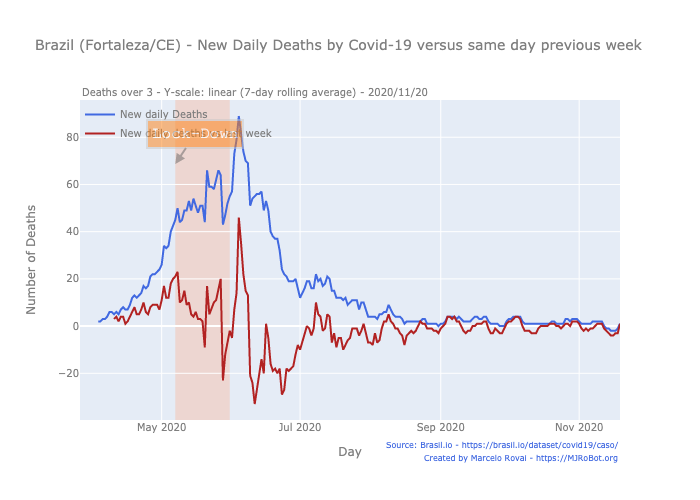 Brazil (Fortaleza/CE) - New Daily Deaths by Covid-19 versus same day previous week
Deaths over 3 - Y-scale: linear (7-day rolling average) - 2020/11/20
New daily Deaths
New daily deaths versus week
80
60
40
20
0
−20
Number of Deaths
May 2020
Jul 2020
Sep 2020
Nov 2020
Day
Source: Brasil.io - https://brasil.io/dataset/covid19/caso/
Created by Marcelo Rovai - https://MJRoBot.org